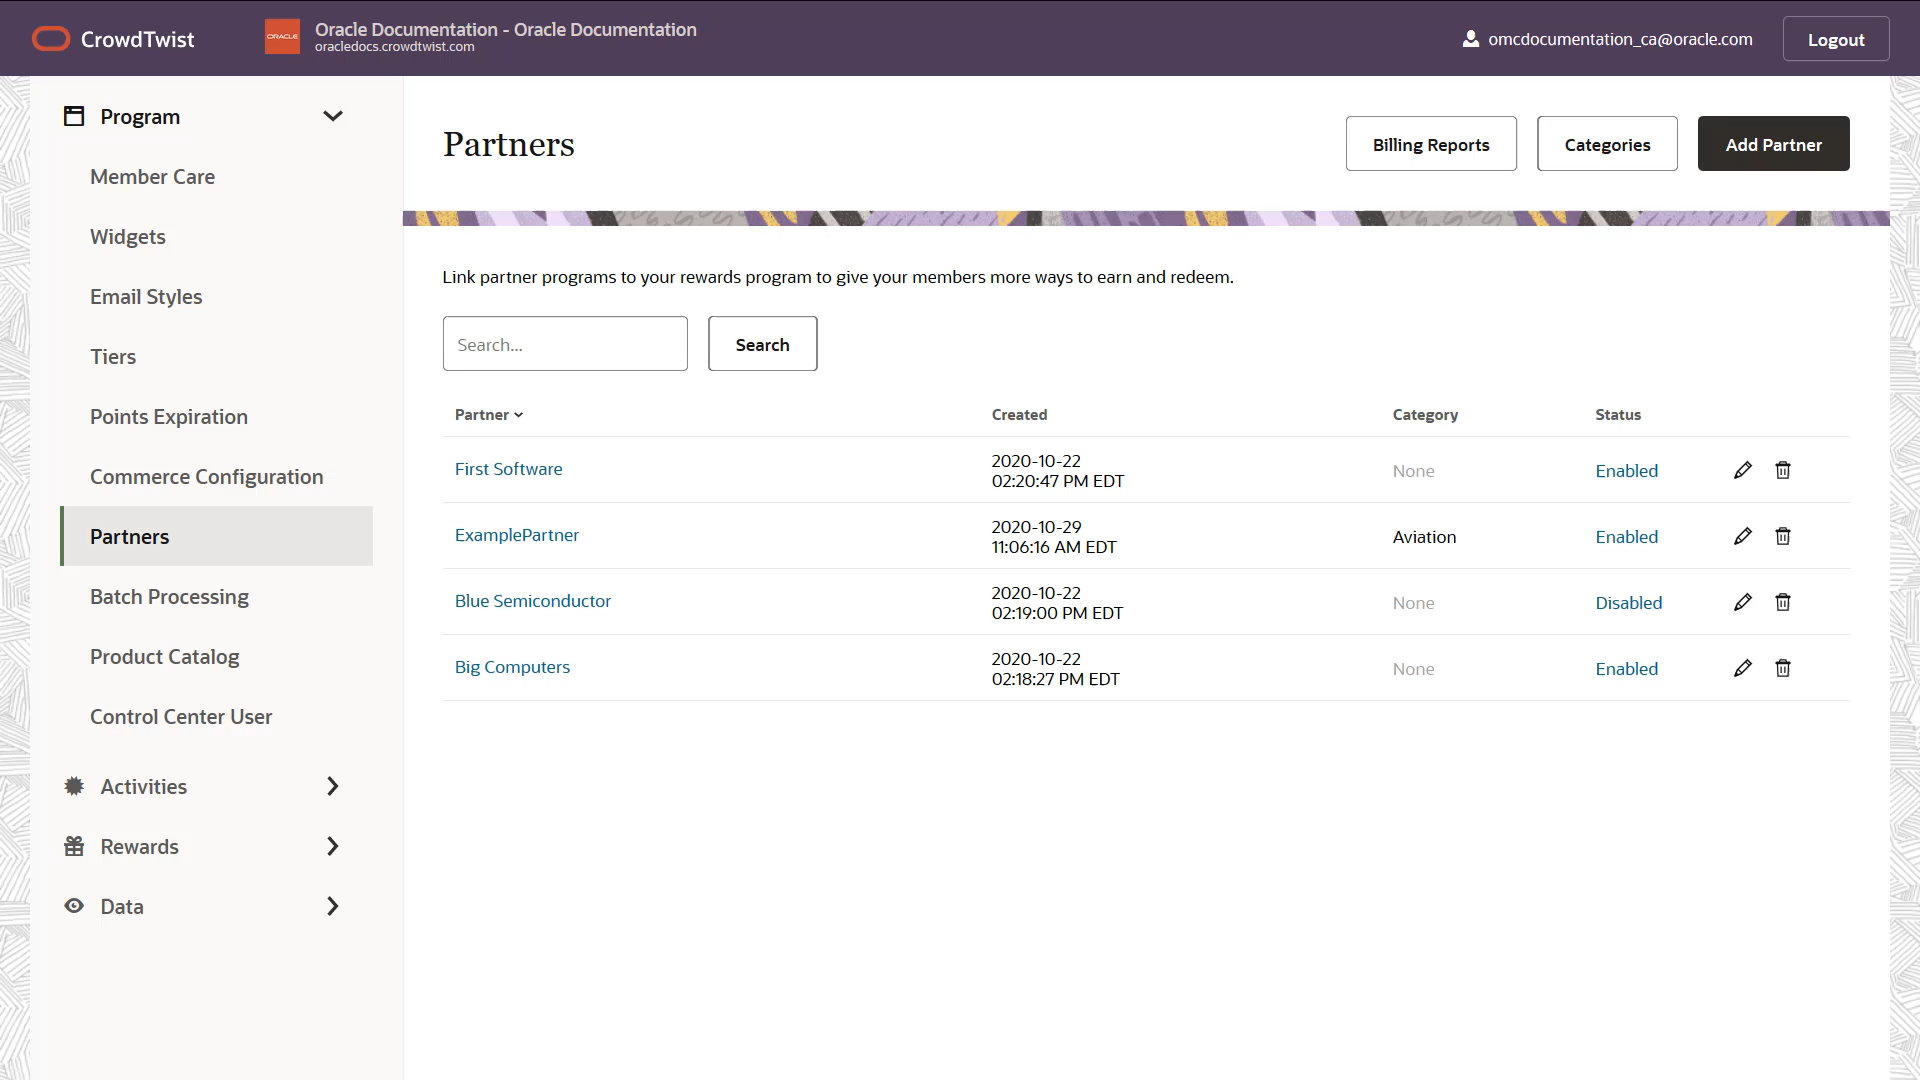 CrowdTwist
ORACLE
Oracle Documentation - Oracle Documentation
oracledocs.crowdtwist.com
omcdocumentation_ca@oracle.com
Logout
Program
Member Care
Widgets
Email Styles
Tiers
Points Expiration
Commerce Configuration
Partners
Batch Processing
Product Catalog
Control Center User
Activities
Rewards
Data
Partners
Billing Reports
Categories
Add Partner
Link partner programs to your rewards program to give your members more ways to earn and redeem.
Search...
Search
Partner Created Category Status
First Software 2020-10-22 None Enabled
02:20:47 PM EDT
ExamplePartner 2020-10-29 Aviation Enabled
11:06:16 AM EDT
Blue Semiconductor 2020-10-22 None Disabled
02:19:00 PM EDT
Big Computers 2020-10-22 None Enabled
02:18:27 PM EDT